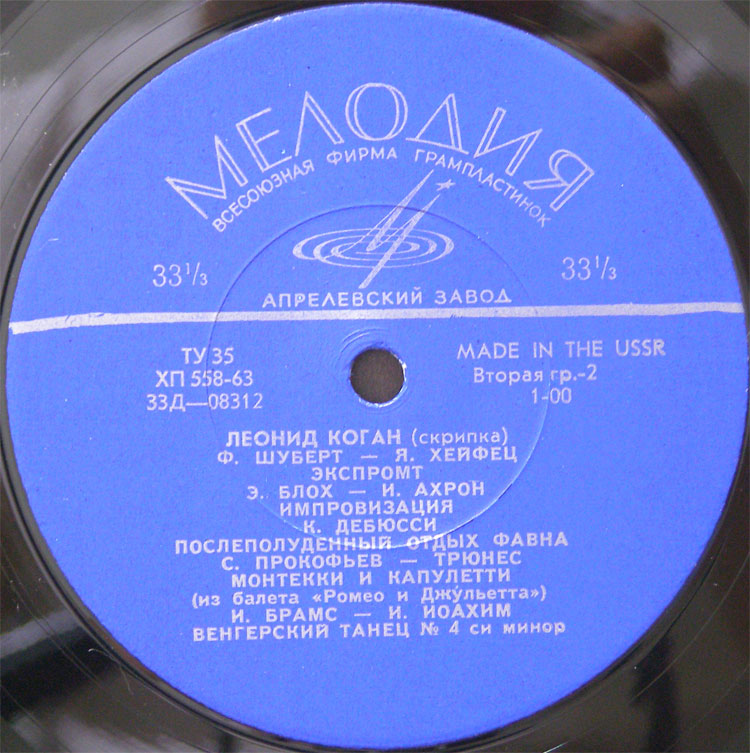 МЕЛОДИЯ
ВСЕСОЮЗНАЯ ФИРМА ГРАМПЛАСТИНОК
33⅓ 33⅓
АПРЕЛЕВСКИЙ ЗАВОД
ТУ 35
ХП 558-63
33Д—08312
MADE IN THE USSR
Вторая гр.-2
1-00
ЛЕОНИД КОГАН (скрипка)
Ф. ШУБЕРТ — Я. ХЕЙФЕЦ
ЭКСПРОМТ
Э. БЛОХ — И. АХРОН
ИМПРОВИЗАЦИЯ
К. ДЕБЮССИ
ПОСЛЕПОЛУДЕННЫЙ ОТДЫХ ФАВНА
С. ПРОКОФЬЕВ — ТРЮНЕС
МОНТЕККИ И КАПУЛЕТТИ
(из балета «Ромео и Джульетта»)
И. БРАМС — И. ИОАХИМ
ВЕНГЕРСКИЙ ТАНЕЦ № 4 си минор